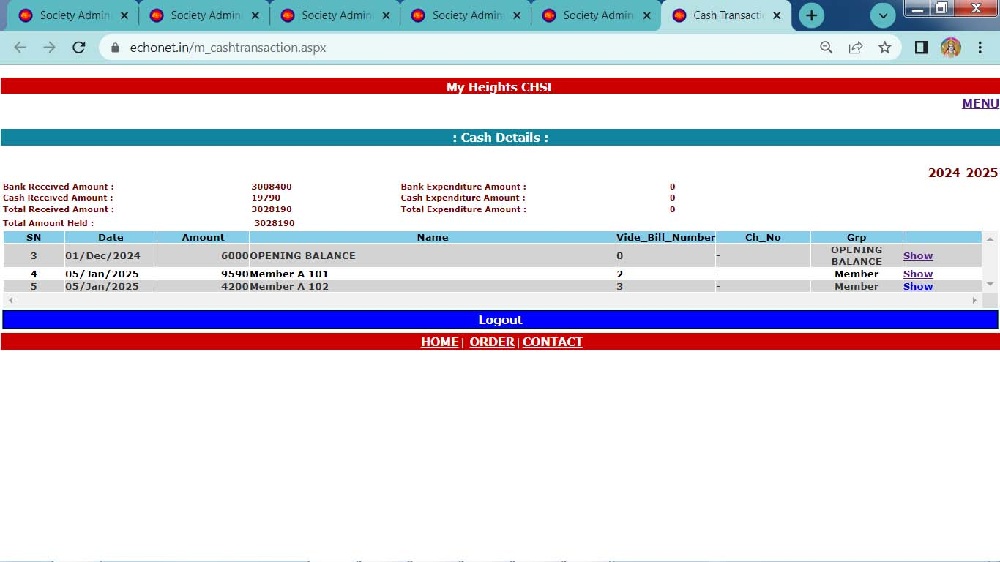 Society Admin
Society Admin
Society Admin
Society Admin
Society Admin
Cash Transactio
echonet.in/m_cashtransaction.aspx
My Heights CHSL
MENU
: Cash Details :
2024-2025
Bank Received Amount : 3008400 Bank Expenditure Amount : 0
Cash Received Amount : 19790 Cash Expenditure Amount : 0
Total Received Amount : 3028190 Total Expenditure Amount : 0
Total Amount Held : 3028190
SN Date Amount Name Vide_Bill_Number Ch_No Grp
3 01/Dec/2024 6000 OPENING BALANCE 0 - OPENING BALANCE Show
4 05/Jan/2025 9590 Member A 101 2 - Member Show
5 05/Jan/2025 4200 Member A 102 3 - Member Show
Logout
HOME | ORDER | CONTACT